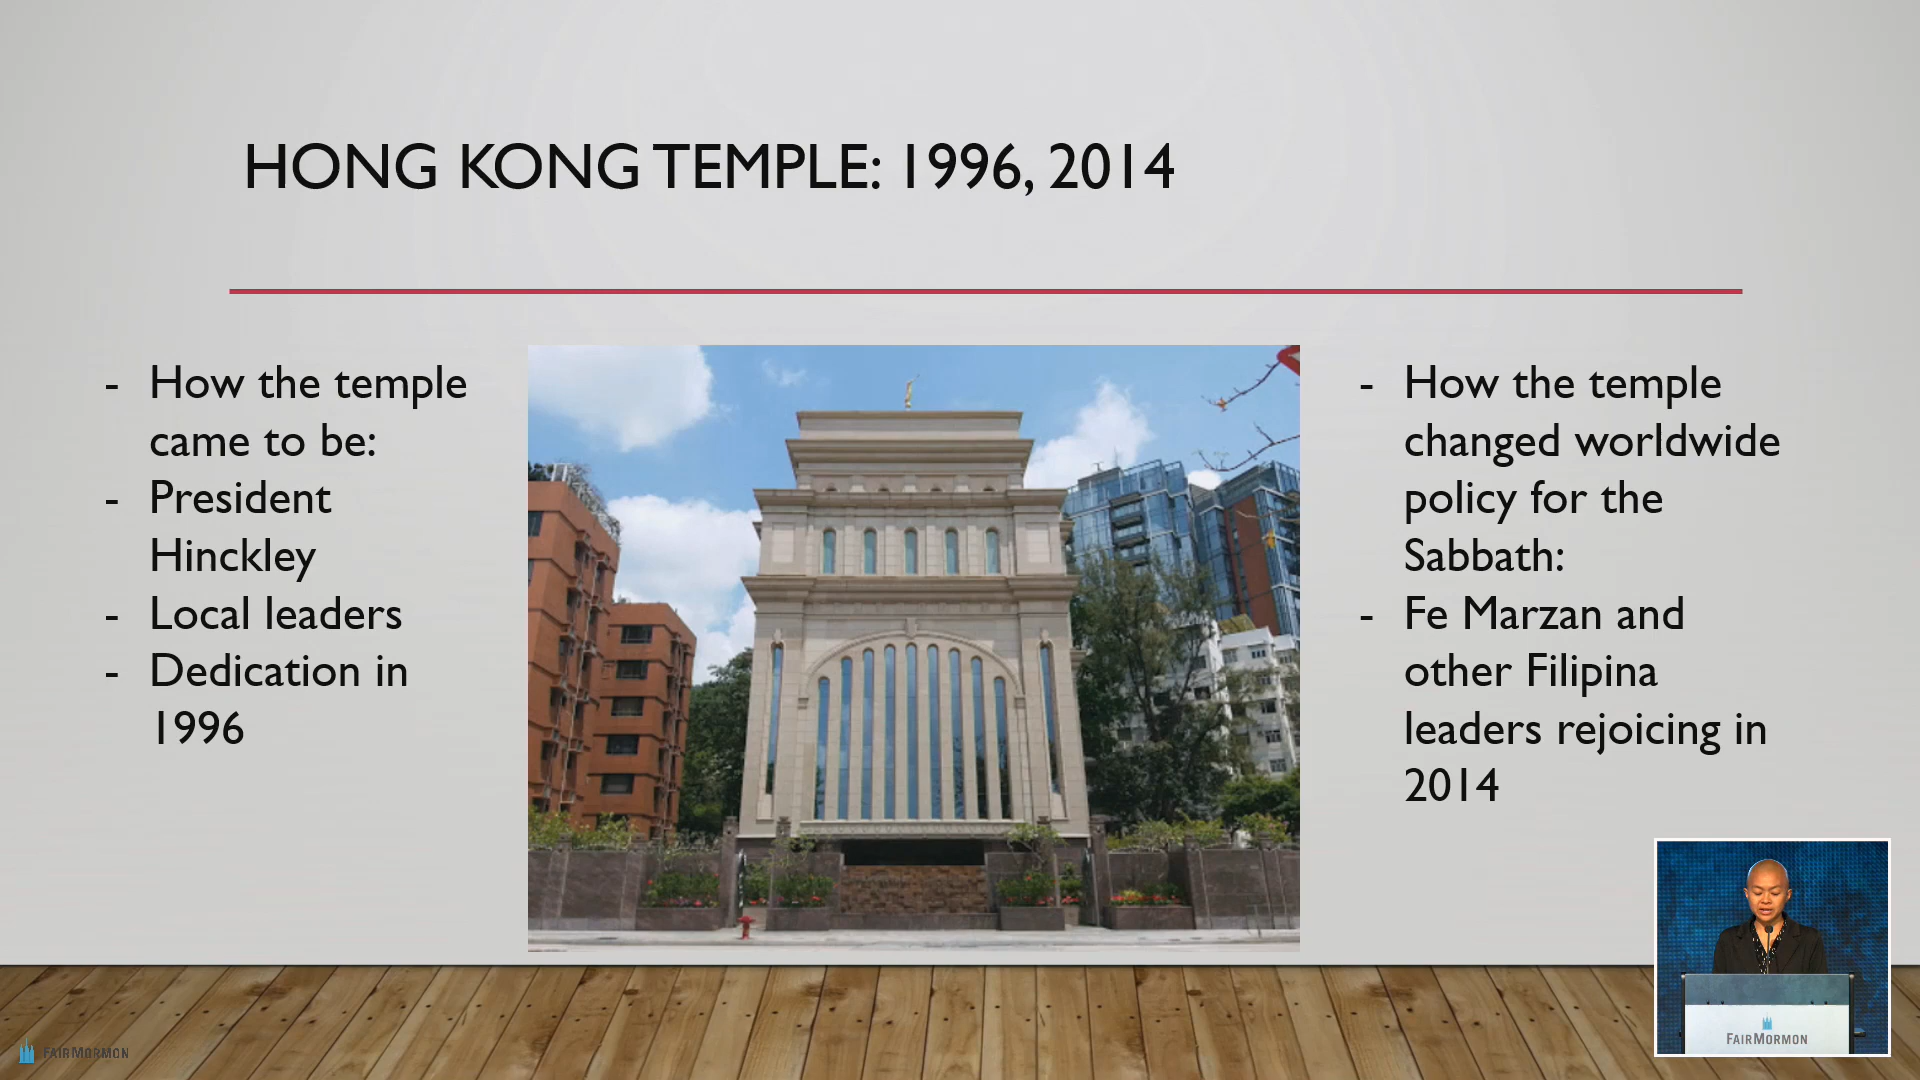 HONG KONG TEMPLE: 1996, 2014
- How the temple
came to be:
- President
Hinckley
- Local leaders
- Dedication in
1996
- How the temple
changed worldwide
policy for the
Sabbath:
- Fe Marzan and
other Filipina
leaders rejoicing in
2014
FAIRMORMON
FAIRMORMON